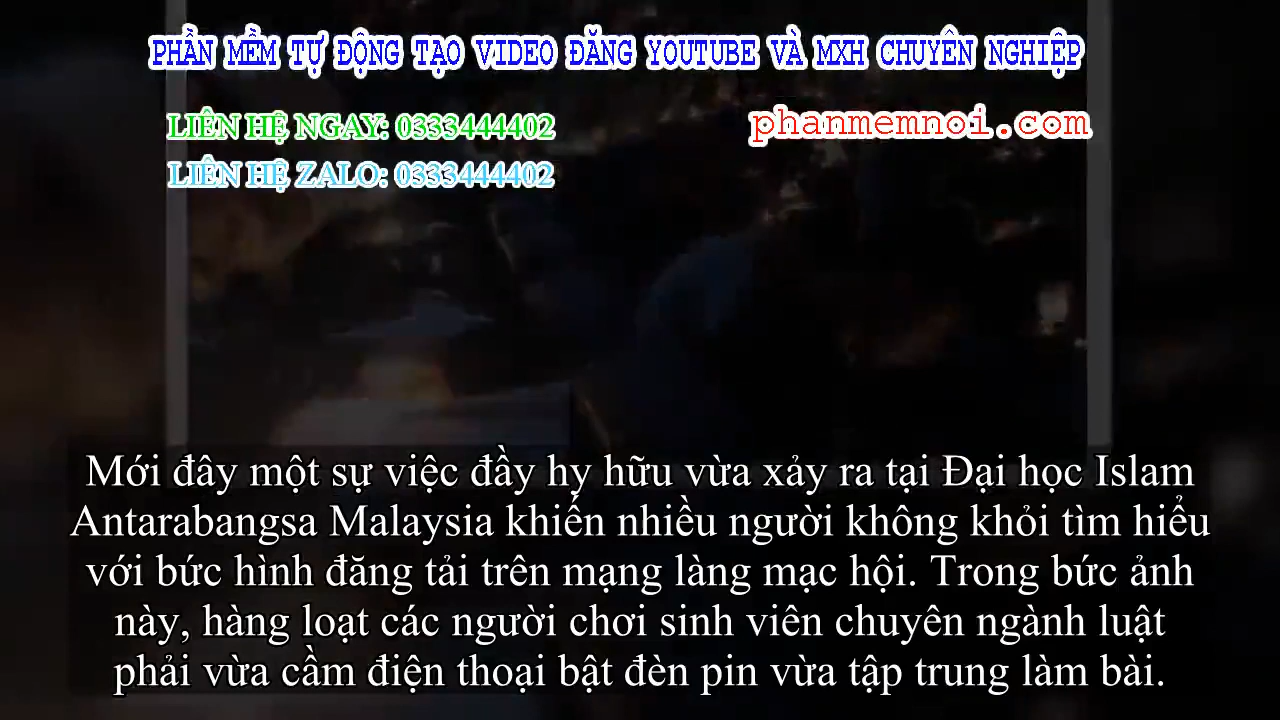 PHẦN MỀM TỰ ĐỘNG TẠO VIDEO ĐĂNG YOUTUBE VÀ MXH CHUYÊN NGHIỆP
LIÊN HỆ NGAY: 0333444402
phanmemnoi.com
LIÊN HỆ ZALO: 0333444402
Mới đây một sự việc đầy hy hữu vừa xảy ra tại Đại học Islam
Antarabangsa Malaysia khiến nhiều người không khỏi tìm hiểu
với bức hình đăng tải trên mạng làng mạc hội. Trong bức ảnh
này, hàng loạt các người chơi sinh viên chuyên ngành luật
phải vừa cầm điện thoại bật đèn pin vừa tập trung làm bài.